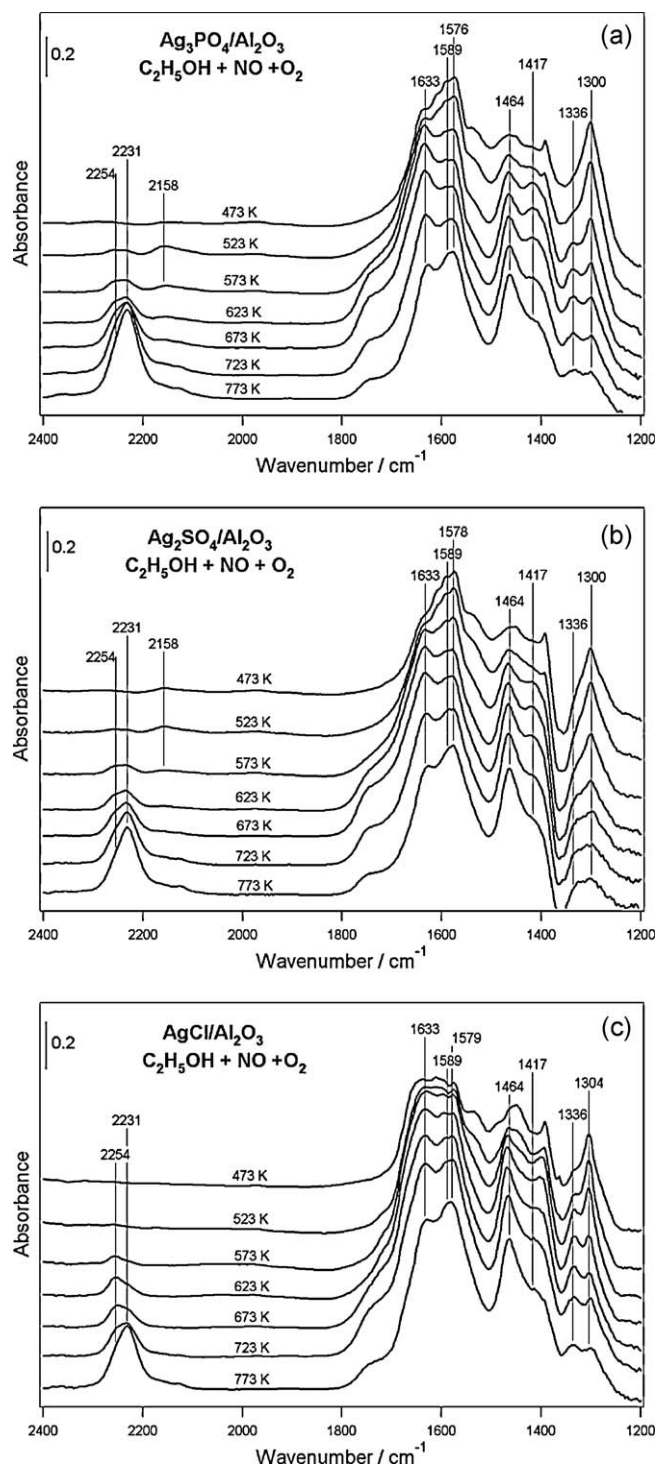 (a)
Ag3PO4/Al2O3
C2H5OH + NO +O2
0.2
1576
1589
1633
1417
1464
1300
1336
2231
2254
2158
473 K
523 K
573 K
623 K
673 K
723 K
773 K
Absorbance
2400 2200 2000 1800 1600 1400 1200
Wavenumber / cm-1
(b)
Ag2SO4/Al2O3
C2H5OH + NO + O2
0.2
1578
1589
1633
1417
1464
1300
1336
2231
2254
2158
473 K
523 K
573 K
623 K
673 K
723 K
773 K
Absorbance
2400 2200 2000 1800 1600 1400 1200
Wavenumber / cm-1
(c)
AgCl/Al2O3
C2H5OH + NO +O2
0.2
1633 1579
1589
1417
1464
1304
1336
2231
2254
473 K
523 K
573 K
623 K
673 K
723 K
773 K
Absorbance
2400 2200 2000 1800 1600 1400 1200
Wavenumber / cm-1